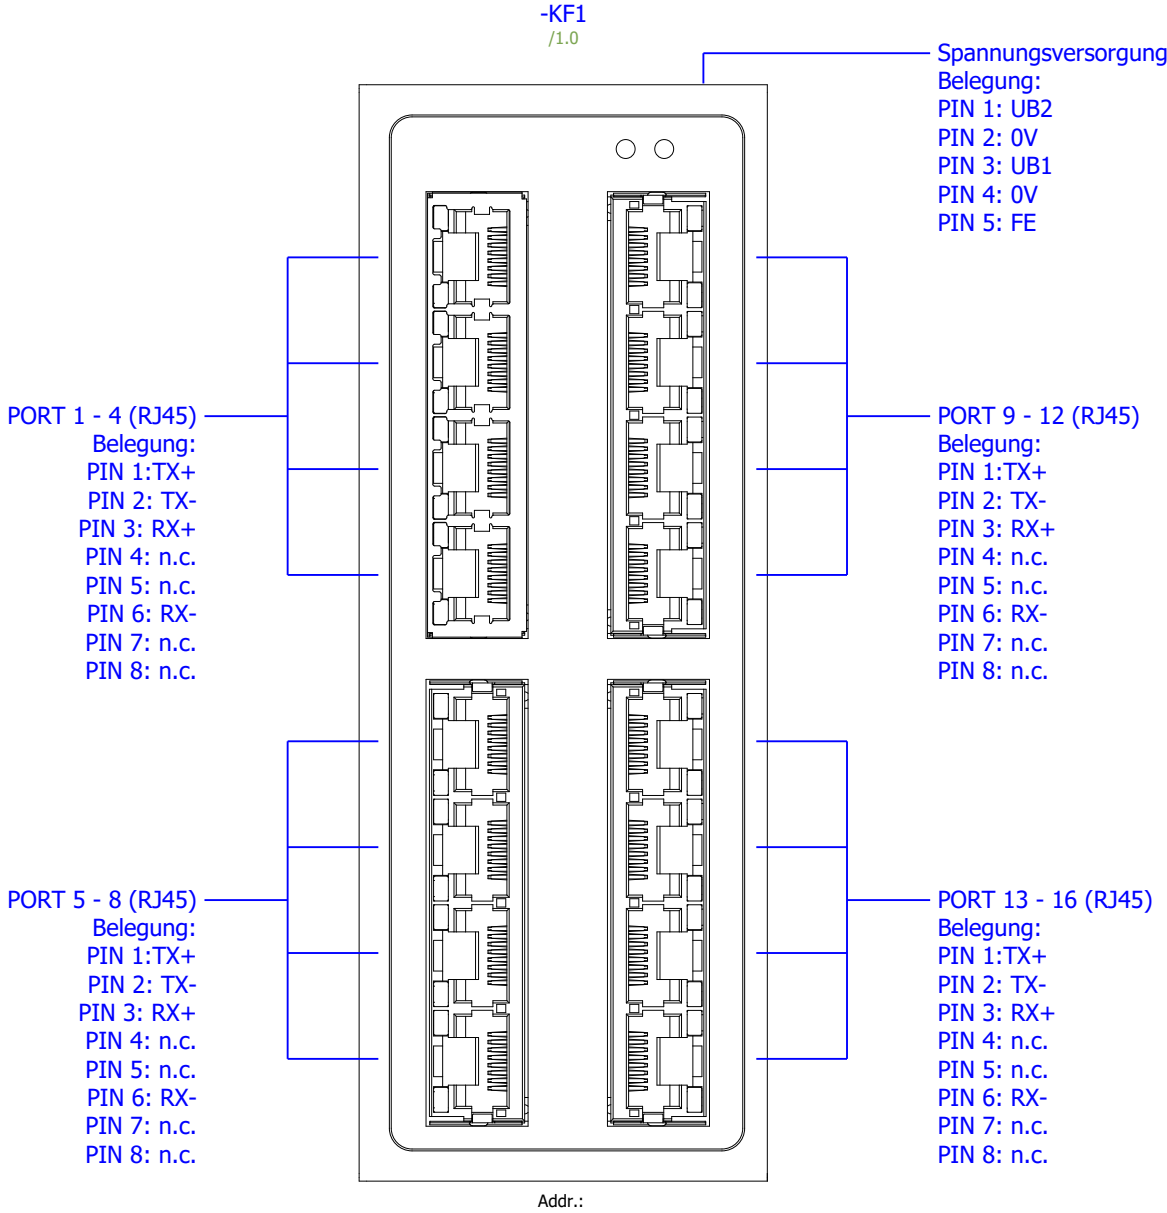 -KF1
/1.0
Spannungsversorgung
Belegung:
PIN 1: UB2
PIN 2: 0V
PIN 3: UB1
PIN 4: 0V
PIN 5: FE
PORT 1 - 4 (RJ45)
Belegung:
PIN 1:TX+
PIN 2: TX-
PIN 3: RX+
PIN 4: n.c.
PIN 5: n.c.
PIN 6: RX-
PIN 7: n.c.
PIN 8: n.c.
PORT 9 - 12 (RJ45)
Belegung:
PIN 1:TX+
PIN 2: TX-
PIN 3: RX+
PIN 4: n.c.
PIN 5: n.c.
PIN 6: RX-
PIN 7: n.c.
PIN 8: n.c.
PORT 5 - 8 (RJ45)
Belegung:
PIN 1:TX+
PIN 2: TX-
PIN 3: RX+
PIN 4: n.c.
PIN 5: n.c.
PIN 6: RX-
PIN 7: n.c.
PIN 8: n.c.
PORT 13 - 16 (RJ45)
Belegung:
PIN 1:TX+
PIN 2: TX-
PIN 3: RX+
PIN 4: n.c.
PIN 5: n.c.
PIN 6: RX-
PIN 7: n.c.
PIN 8: n.c.
Addr.: